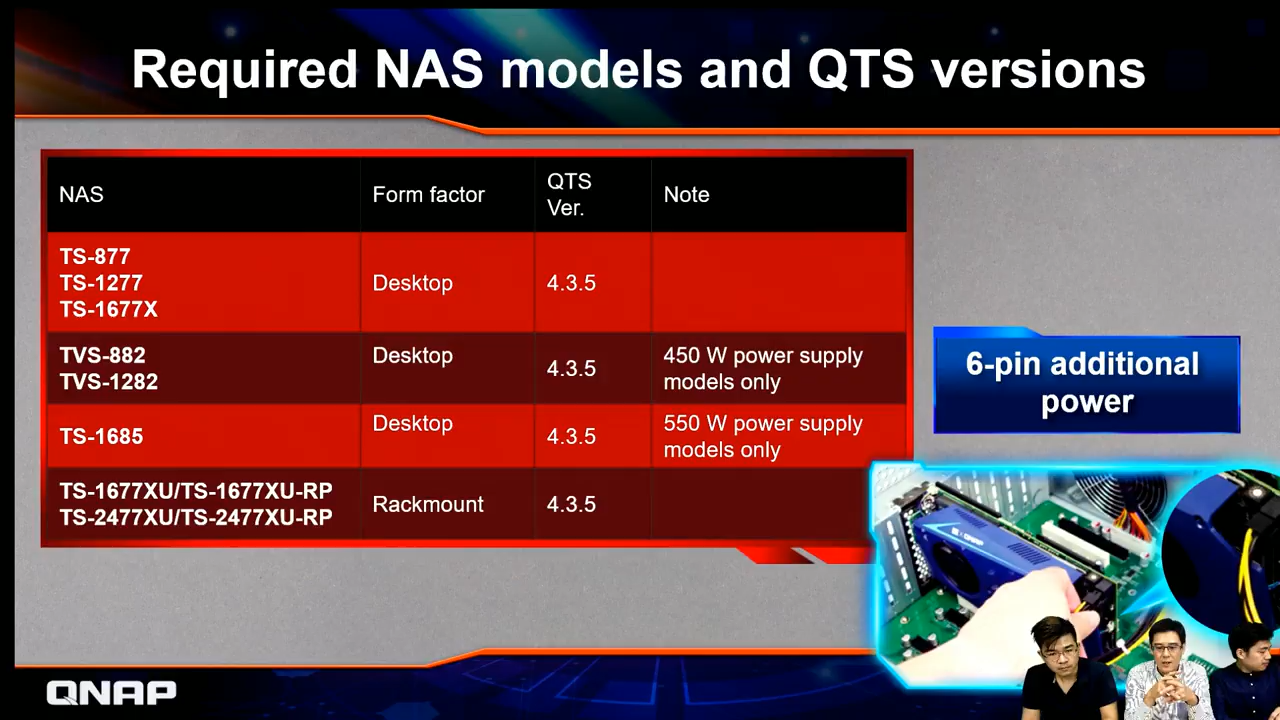 Required NAS models and QTS versions
NAS
Form factor
QTS
Ver.
Note
TS-877
TS-1277
TS-1677X
Desktop
4.3.5
TVS-882
TVS-1282
Desktop
4.3.5
450 W power supply
models only
TS-1685
Desktop
4.3.5
550 W power supply
models only
TS-1677XU/TS-1677XU-RP
TS-2477XU/TS-2477XU-RP
Rackmount
4.3.5
6-pin additional
power
QNAP
QNAP